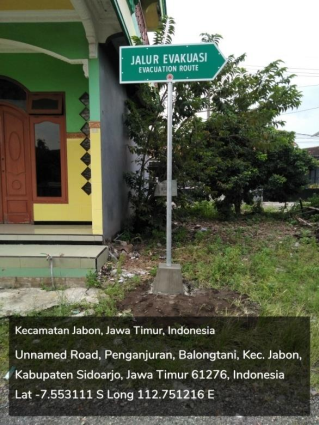 JALUR EVAKUASI
EVACUATION ROUTE
Kecamatan Jabon, Jawa Timur, Indonesia
Unnamed Road, Penganjuran, Balongtani, Kec. Jabon,
Kabupaten Sidoarjo, Jawa Timur 61276, Indonesia
Lat -7.553111 S Long 112.751216 E